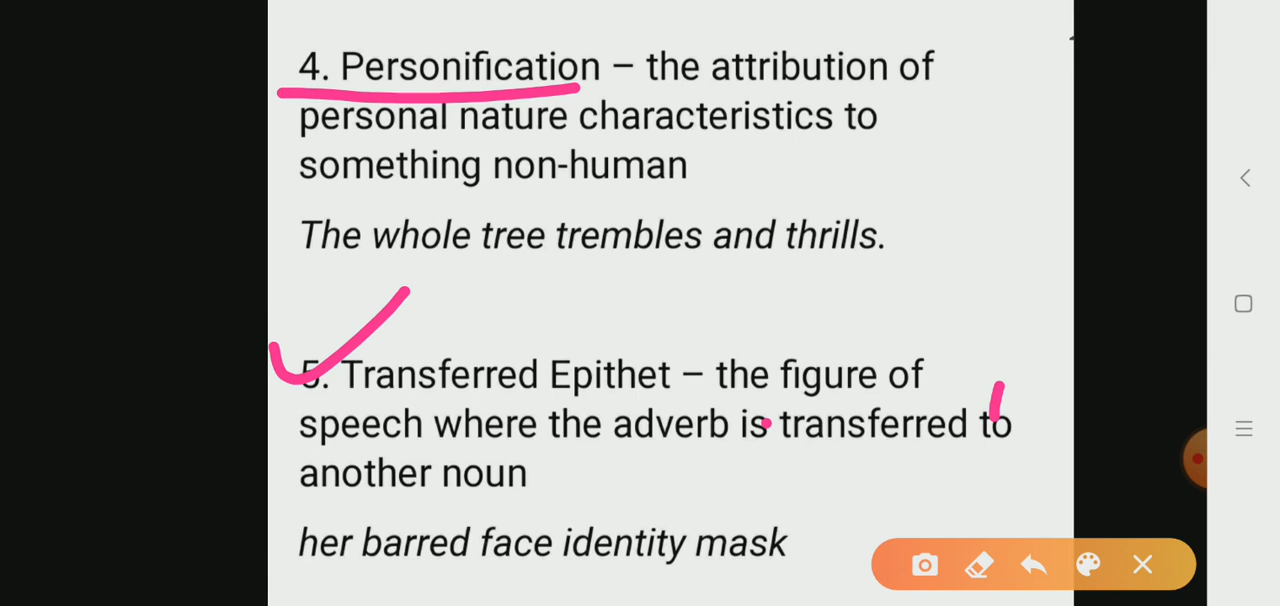 4. Personification – the attribution of
personal nature characteristics to
something non-human
The whole tree trembles and thrills.
5. Transferred Epithet – the figure of
speech where the adverb is transferred to
another noun
her barred face identity mask